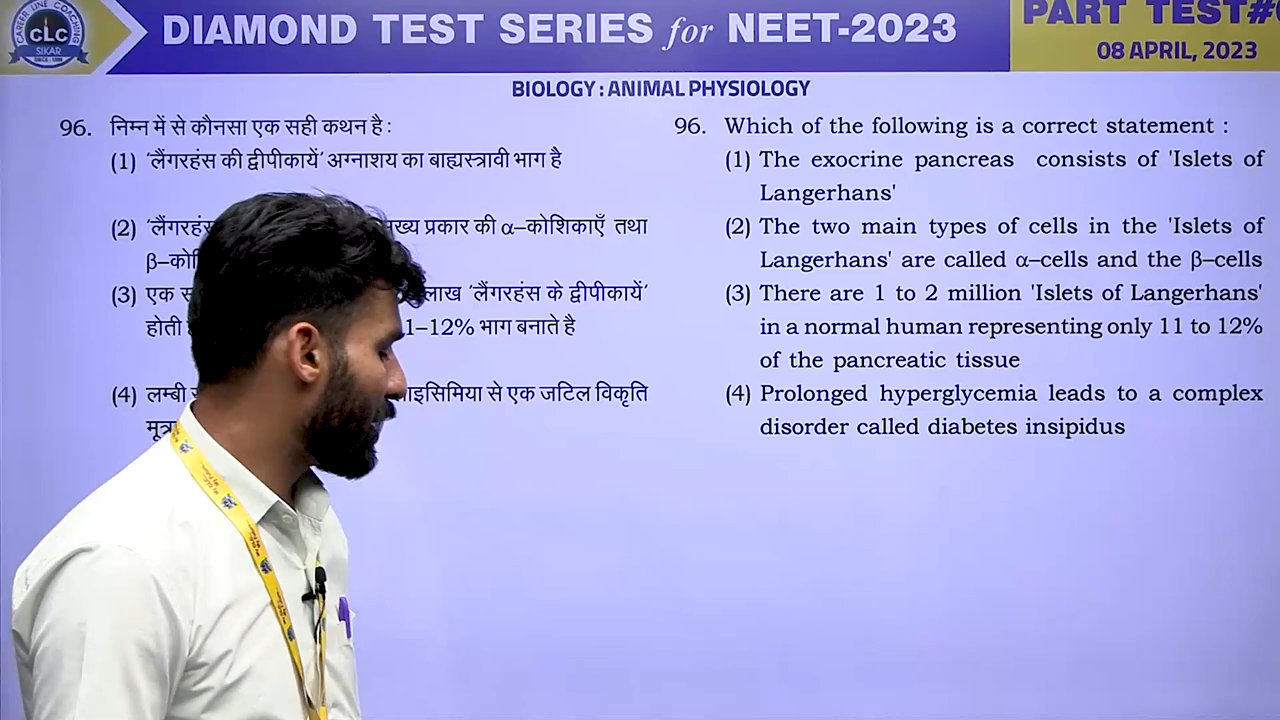 CAREER LINE COACHING
CLC
SIKAR
SINCE : 1996
DIAMOND TEST SERIES for NEET-2023
PART TEST#
08 APRIL, 2023
BIOLOGY : ANIMAL PHYSIOLOGY
96. निम्न में से कौनसा एक सही कथन है :
(1) 'लैंगरहंस की द्वीपीकायें' अग्नाशय का बाह्यस्त्रावी भाग है
(2) 'लैंगरहंस प्रकार की α–कोशिकाएँ तथा
β–को
(3) एक लाख 'लैंगरहंस के द्वीपीकायें'
होती 1–12% भाग बनाते है
(4) लम्बी से एक जटिल विकृति
96. Which of the following is a correct statement :
(1) The exocrine pancreas consists of 'Islets of
Langerhans'
(2) The two main types of cells in the 'Islets of
Langerhans' are called α–cells and the β–cells
(3) There are 1 to 2 million 'Islets of Langerhans'
in a normal human representing only 11 to 12%
of the pancreatic tissue
(4) Prolonged hyperglycemia leads to a complex
disorder called diabetes insipidus